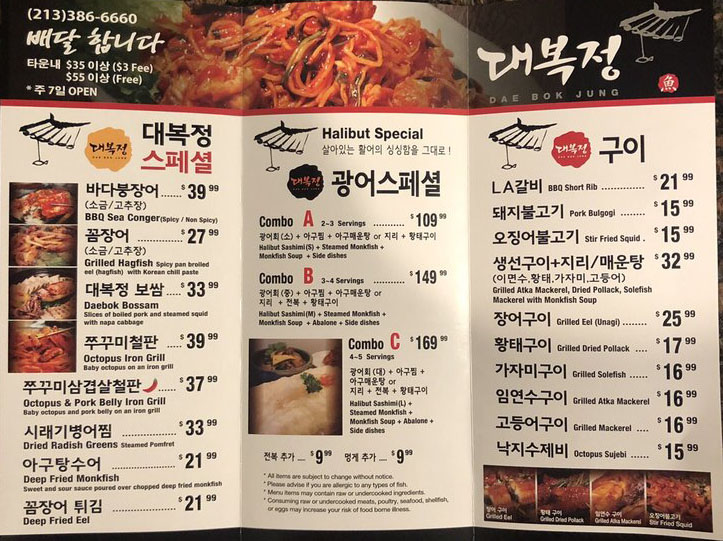 (213)386-6660
배달 합니다
타운내 $35 이상 ($3 Fee)
$55 이상 (Free)
* 주 7일 OPEN
대복정
스페셜
바다붕장어 $39 99
(소금/고추장)
BBQ Sea Conger(Spicy / Non Spicy)
꼼장어 $27 99
(소금/고추장)
Grilled Hagfish Spicy pan broiled
eel (hagfish) with Korean chili paste
대복정 보쌈 $33 99
Daebok Bossam
Slices of boiled pork and steamed squid
with napa cabbage
쭈꾸미철판 $39 99
Octopus Iron Grill
Baby octopus on an iron grill
쭈꾸미삼겹살철판 $37 99
Octopus & Pork Belly Iron Grill
Baby octopus and pork belly on an iron grill
시래기병어찜 $33 99
Dried Radish Greens Steamed Pomfret
아구탕수어 $21 99
Deep Fried Monkfish
Sweet and sour sauce poured over chopped deep fried monkfish
꼼장어 튀김 $21 99
Deep Fried Eel
Halibut Special
살아있는 활어의 싱싱함을 그대로 !
대복정
광어스페셜
Combo A 2~3 Servings $109 99
광어회(소) + 아구찜 + 아구매운탕 or 지리 + 황태구이
Halibut Sashimi(S) + Steamed Monkfish +
Monkfish Soup + Side dishes
Combo B 3~4 Servings $149 99
광어회(중) + 아구찜 + 아구매운탕 or
지리 + 전복 + 황태구이
Halibut Sashimi(M) + Steamed Monkfish +
Monkfish Soup + Abalone + Side dishes
Combo C $169 99
4~5 Servings
광어회 (대) + 아구찜 +
아구매운탕 or
지리 + 전복 + 황태구이
Halibut Sashimi(L) +
Steamed Monkfish +
Monkfish Soup + Abalone +
Side dishes
전복 추가 .... $9 99 멍게 추가 ... $9 99
* All items are subject to change without notice.
* Please advise if you are allergic to any types of fish.
* Menu items may contain raw or undercooked ingredients.
* Consuming raw or undercooked meats, poultry, seafood, shellfish,
or eggs may increase your risk of food borne illness.
대복정
DAE BOK JUNG
魚
대복정
구이
LA갈비 BBQ Short Rib $21 99
돼지불고기 Pork Bulgogi $15 99
오징어불고기 Stir Fried Squid . $15 99
생선구이+지리/매운탕 $32 99
(이면수,황태,가자미,고등어)
Grilled Atka Mackerel, Dried Pollack, Solefish
Mackerel with Monkfish Soup
장어구이 Grilled Eel (Unagi) $25 99
황태구이 Grilled Dried Pollack $17 99
가자미구이 Grilled Solefish $16 99
임연수구이 Grilled Atka Mackerel $16 99
고등어구이 Grilled Mackerel $16 99
낙지수제비 Octopus Sujebi $15 99
장어 구이
Grilled Eel
황태 구이
Grilled Dried Pollack
임연수 구이
Grilled Atka Mackerel
오징어불고기
Stir Fried Squid